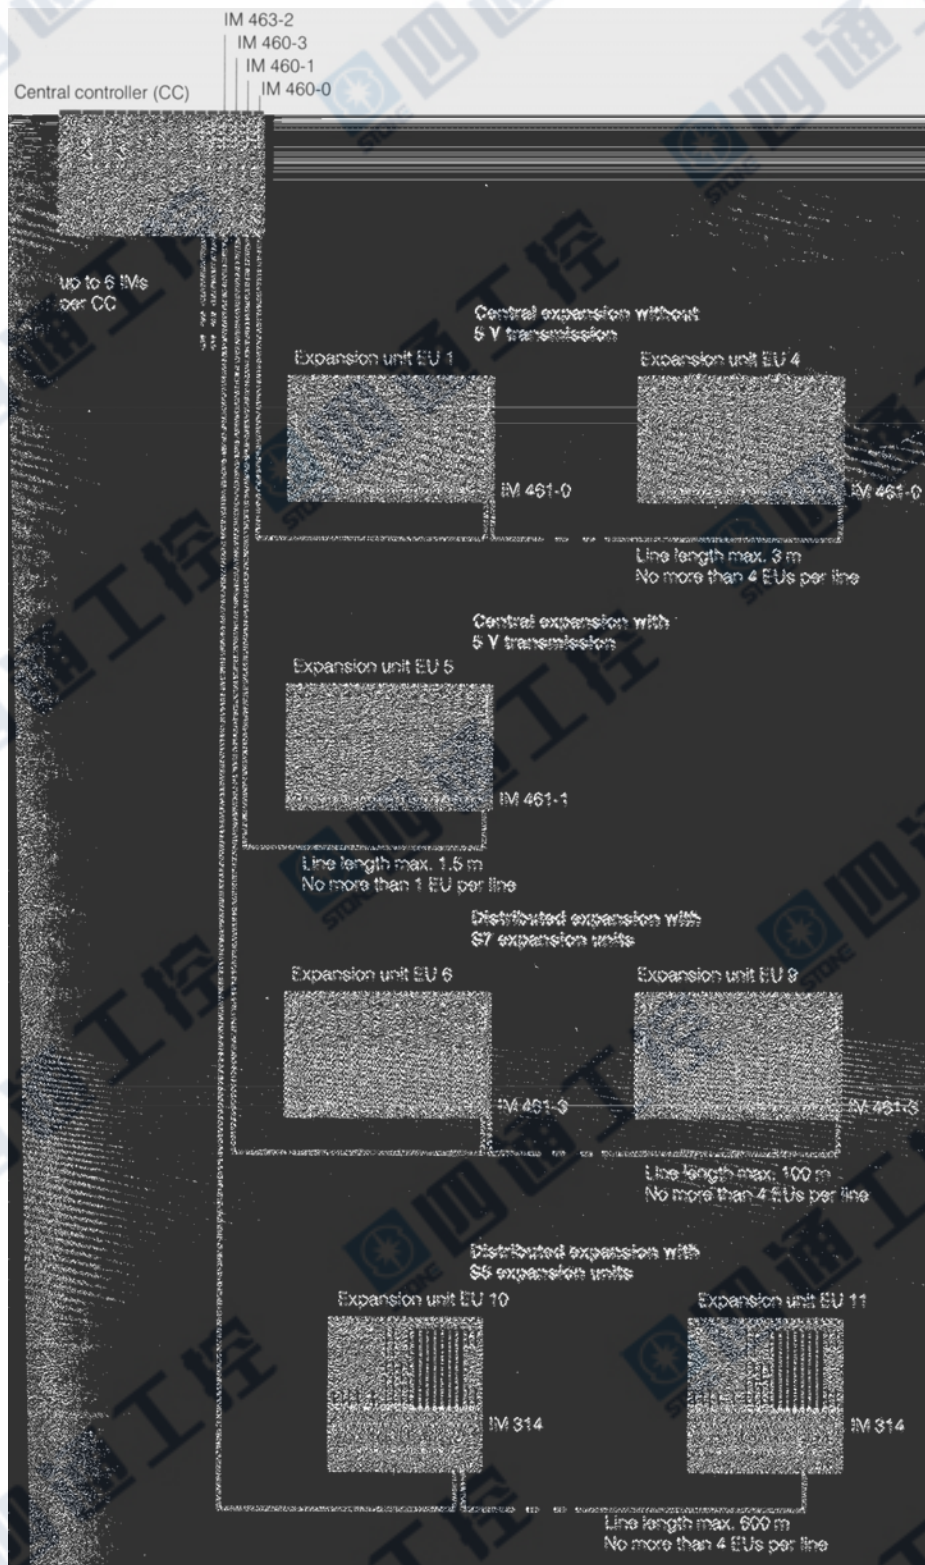 IM 463-2
IM 460-3
IM 460-1
IM 460-0
Central controller (CC)
up to 6 IMs
per CC
Central expansion without
5 V transmission
Expansion unit EU 1
Expansion unit EU 4
IM 461-0
IM 461-0
Line length max. 3 m
No more than 4 EUs per line
Central expansion with
5 V transmission
Expansion unit EU 5
IM 461-1
Line length max. 1.5 m
No more than 1 EU per line
Distributed expansion with
S7 expansion units
Expansion unit EU 6
Expansion unit EU 9
IM 461-3
IM 461-3
Line length max. 100 m
No more than 4 EUs per line
Distributed expansion with
S5 expansion units
Expansion unit EU 10
Expansion unit EU 11
IM 314
IM 314
Line length max. 600 m
No more than 4 EUs per line
四通工控
STONE